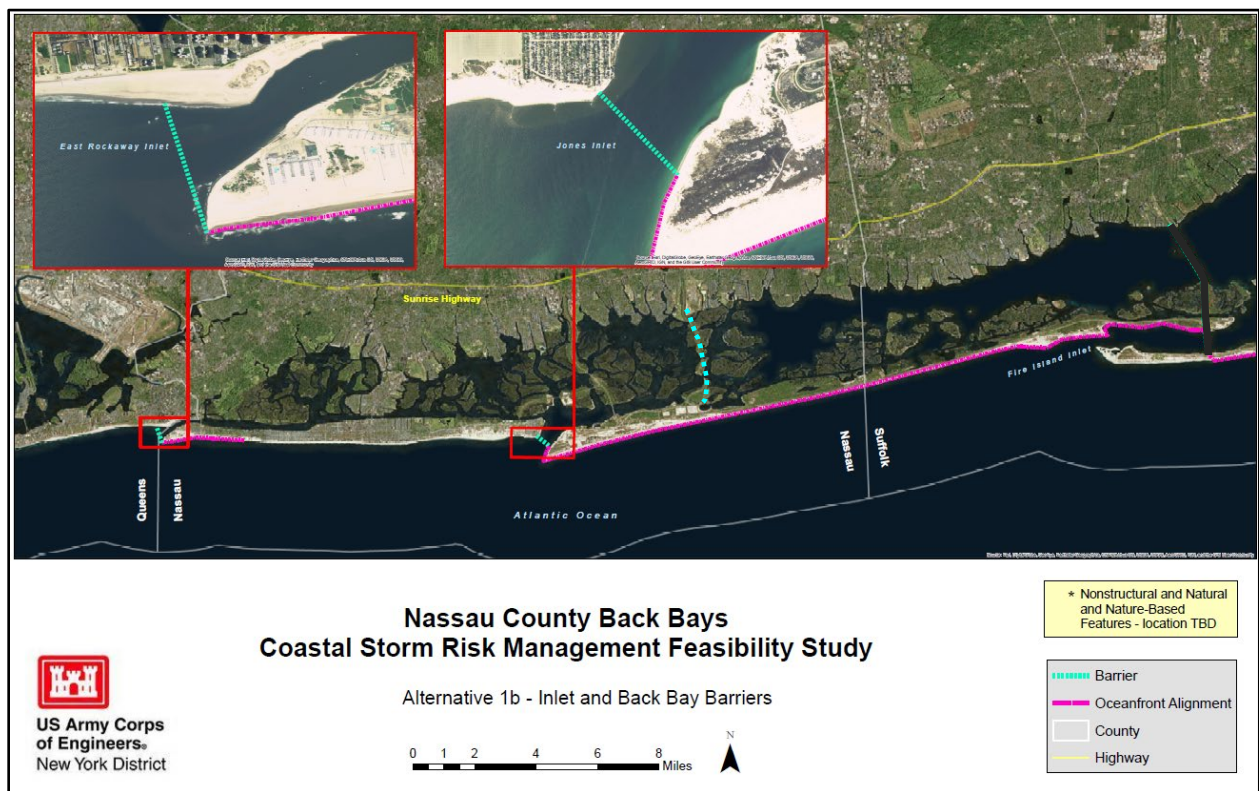 East Rockaway Inlet
Jones Inlet
Sunrise Highway
Fire Island Inlet
Queens
Nassau
Nassau
Suffolk
Atlantic Ocean
Nassau County Back Bays
Coastal Storm Risk Management Feasibility Study
Alternative 1b - Inlet and Back Bay Barriers
US Army Corps
of Engineers®
New York District
0 1 2 4 6 8
Miles
N
* Nonstructural and Natural
and Nature-Based
Features - location TBD
Barrier
Oceanfront Alignment
County
Highway